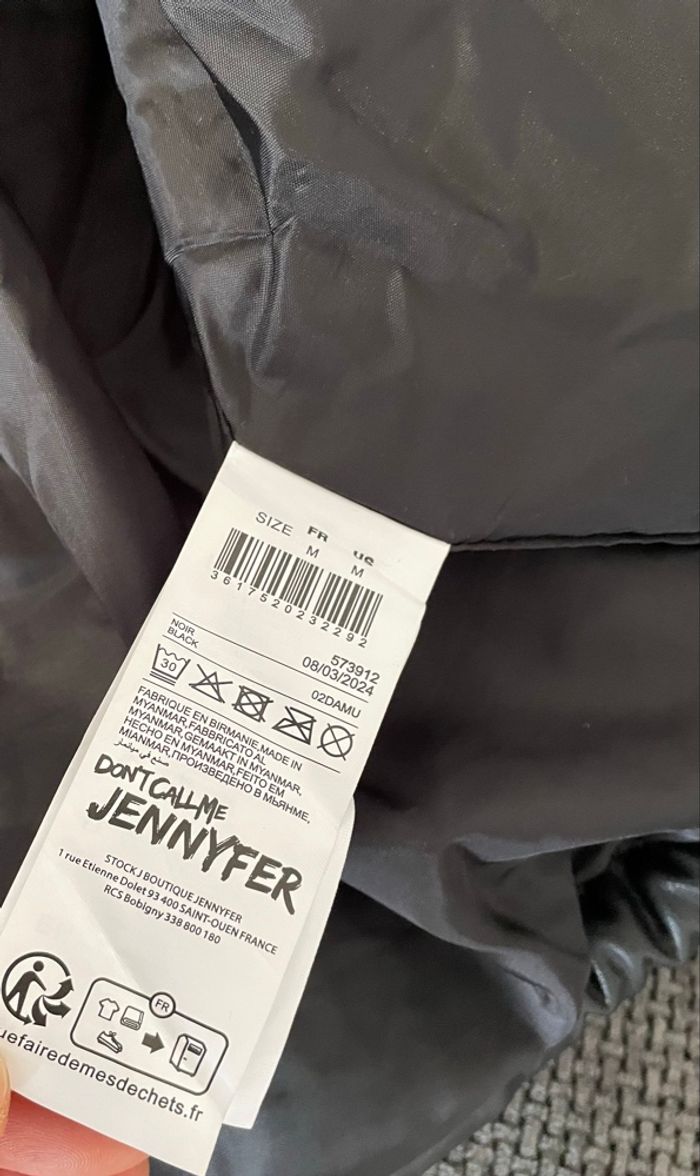 SIZE FR US
M M
3617520232292
NOIR
BLACK
573912
08/03/2024
30
02DAMU
FABRIQUE EN BIRMANIE,MADE IN
MYANMAR,FABBRICATO AL
MYANMAR,GEMAAKT IN MYANMAR,
HECHO EN MYANMAR,FEITO EM
MIANMAR,ПРОИЗВЕДЕНО В МЬЯНМЕ,
صنع في ميانمار
DON'T CALL ME
JENNYFER
STOCKJ BOUTIQUE JENNYFER
1 rue Etienne Dolet 93 400 SAINT-OUEN FRANCE
RCS Bobigny 338 800 180
FR
uefairedemesdechets.fr